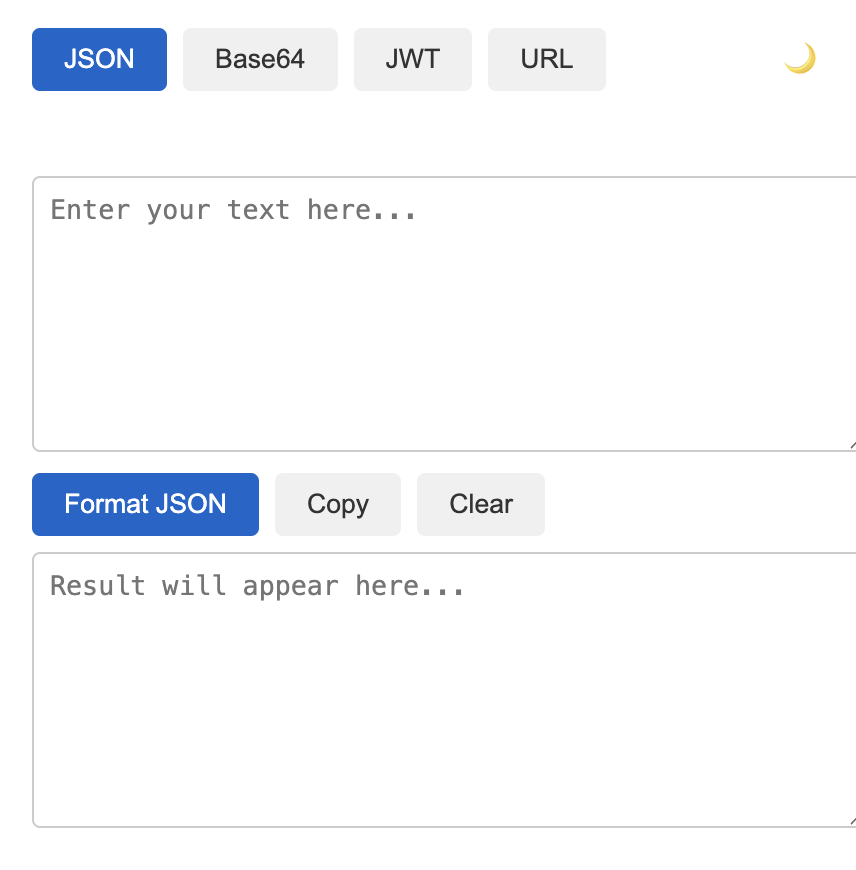 JSON Base64 JWT URL
Enter your text here...
Format JSON Copy Clear
Result will appear here...